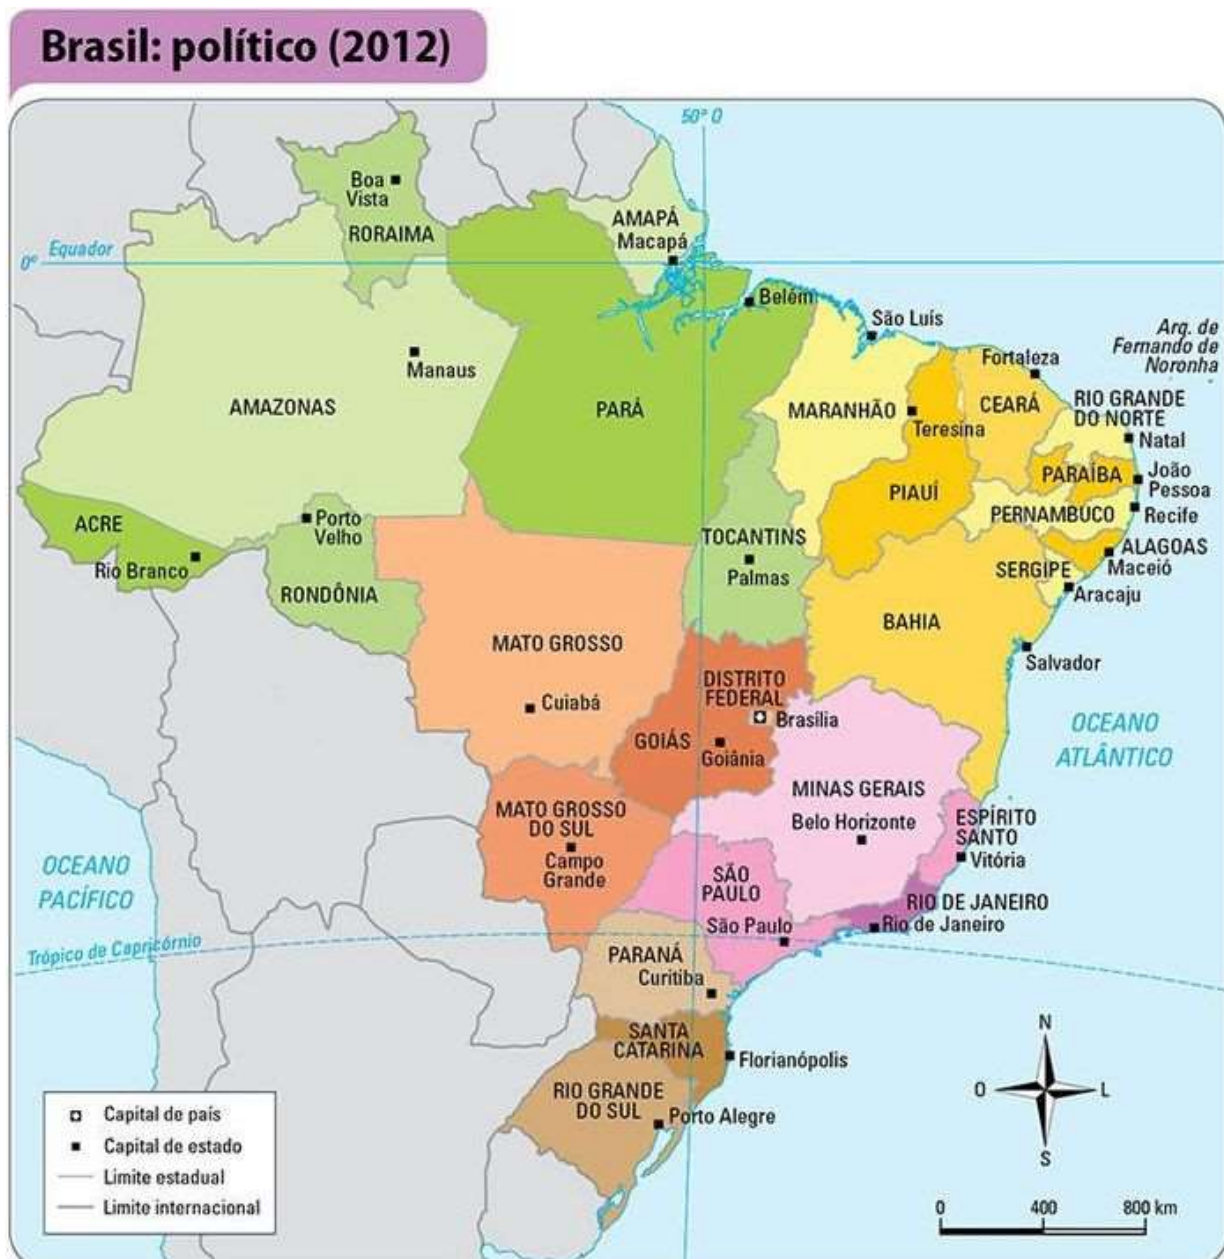 Brasil: político (2012)
50° O
Boa
Vista
RORAIMA
AMAPÁ
Macapá
Equador
0°
Belém
São Luís
Arq. de
Fernando de
Noronha
Fortaleza
Manaus
AMAZONAS
PARÁ
MARANHÃO
Teresina
CEARÁ
RIO GRANDE
DO NORTE
Natal
PARAÍBA
João
Pessoa
PIAUÍ
PERNAMBUCO
Recife
ACRE
Rio Branco
Porto
Velho
RONDÔNIA
TOCANTINS
Palmas
ALAGOAS
Maceió
SERGIPE
Aracaju
BAHIA
Salvador
MATO GROSSO
Cuiabá
DISTRITO
FEDERAL
Brasília
GOIÁS
Goiânia
OCEANO
ATLÂNTICO
MINAS GERAIS
Belo Horizonte
ESPÍRITO
SANTO
Vitória
MATO GROSSO
DO SUL
Campo
Grande
OCEANO
PACÍFICO
SÃO
PAULO
São Paulo
RIO DE JANEIRO
Rio de Janeiro
Trópico de Capricórnio
PARANÁ
Curitiba
SANTA
CATARINA
Florianópolis
RIO GRANDE
DO SUL
Porto Alegre
N
O
L
S
Capital de país
Capital de estado
Limite estadual
Limite internacional
0 400 800 km